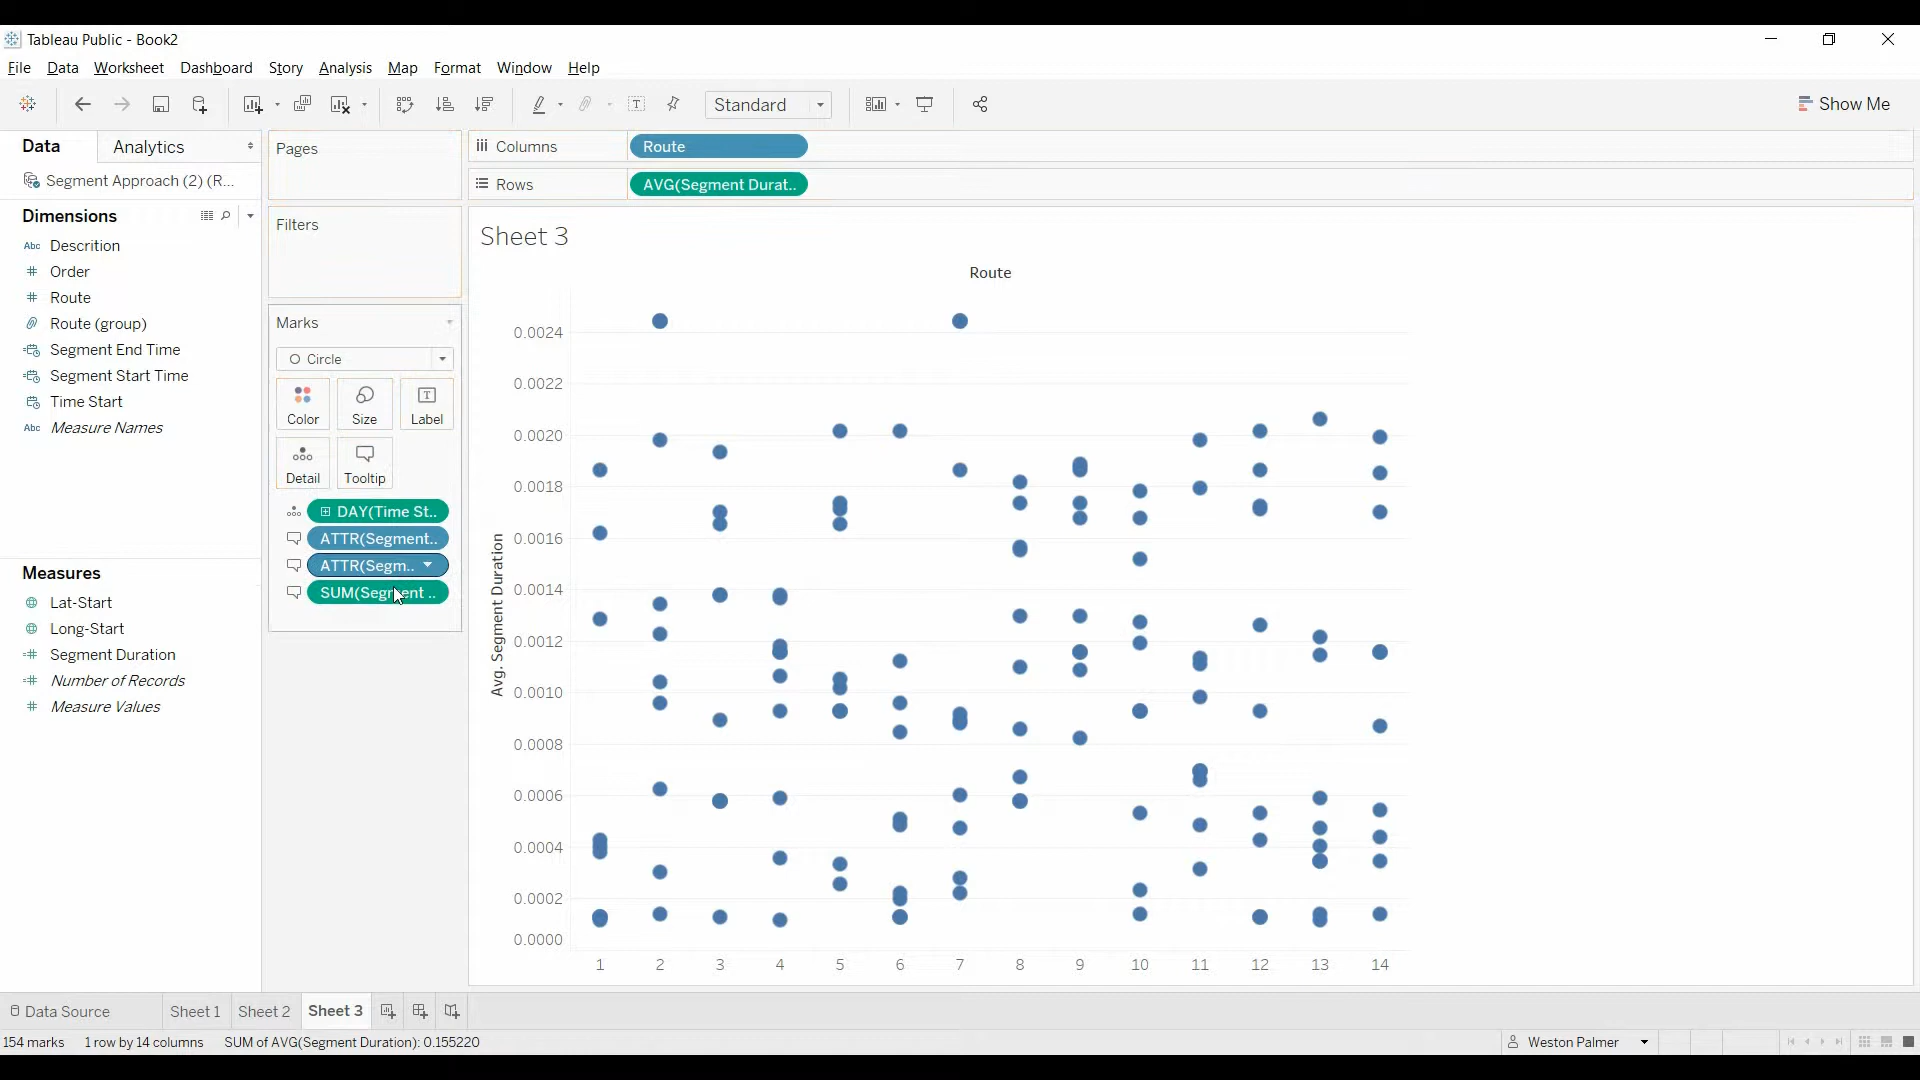 Tableau Public - Book2
File Data Worksheet Dashboard Story Analysis Map Format Window Help
Standard
Show Me
Data Analytics
Segment Approach (2) (R...
Dimensions
Abc Descrition
Order
Route
Route (group)
Segment End Time
Segment Start Time
Time Start
Abc Measure Names
Measures
Lat-Start
Long-Start
Segment Duration
Number of Records
Measure Values
Pages
Filters
Marks
Circle
Color Size Label
Detail Tooltip
DAY(Time St..
ATTR(Segment..
ATTR(Segm..
SUM(Segment ..
Columns Route
Rows AVG(Segment Durat..
Sheet 3
Route
Avg. Segment Duration
0.0024
0.0022
0.0020
0.0018
0.0016
0.0014
0.0012
0.0010
0.0008
0.0006
0.0004
0.0002
0.0000
1 2 3 4 5 6 7 8 9 10 11 12 13 14
Data Source Sheet 1 Sheet 2 Sheet 3
154 marks 1 row by 14 columns SUM of AVG(Segment Duration): 0.155220
Weston Palmer